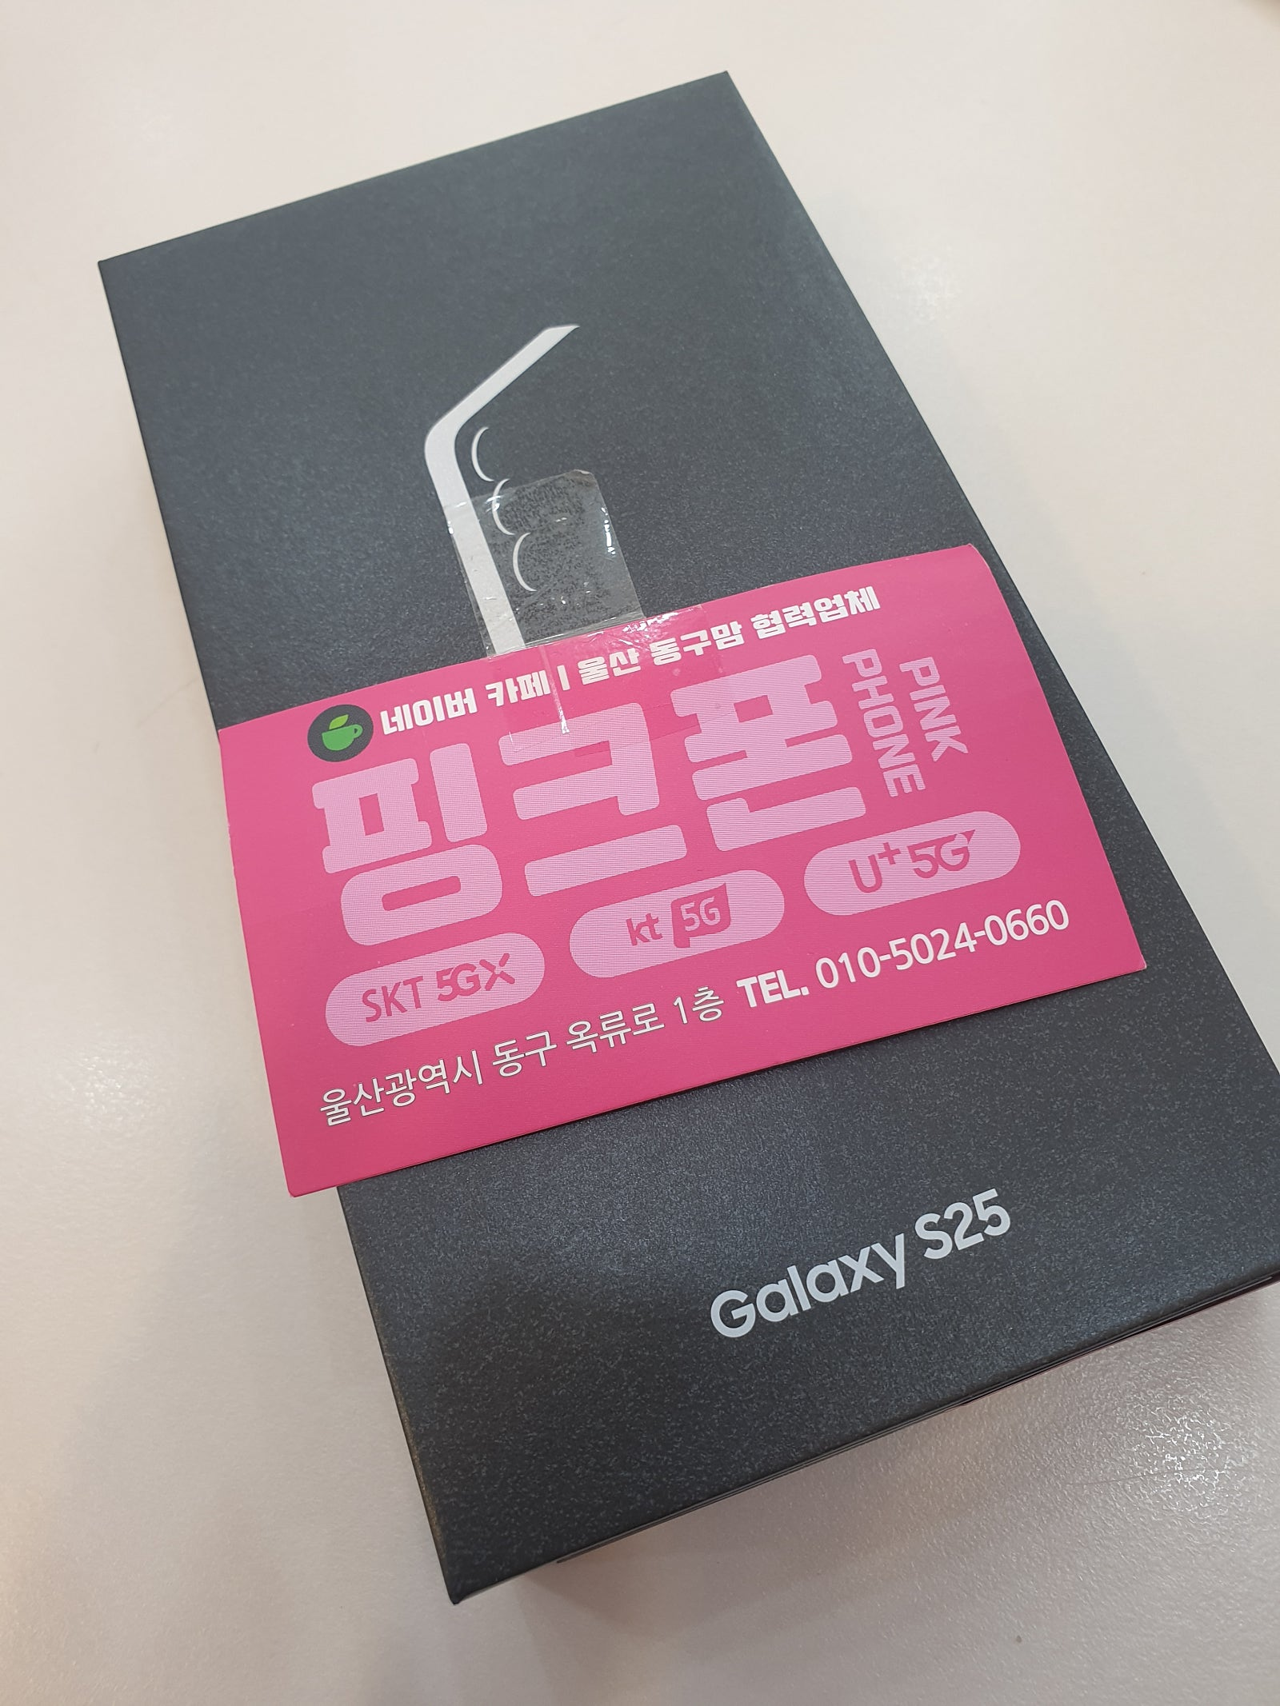 네이버 카페 | 울산 동구맘 협력업체
핑크폰
PINK
PHONE
SKT 5GX
kt 5G
U+ 5G
울산광역시 동구 옥류로 1층 TEL. 010-5024-0660
Galaxy S25